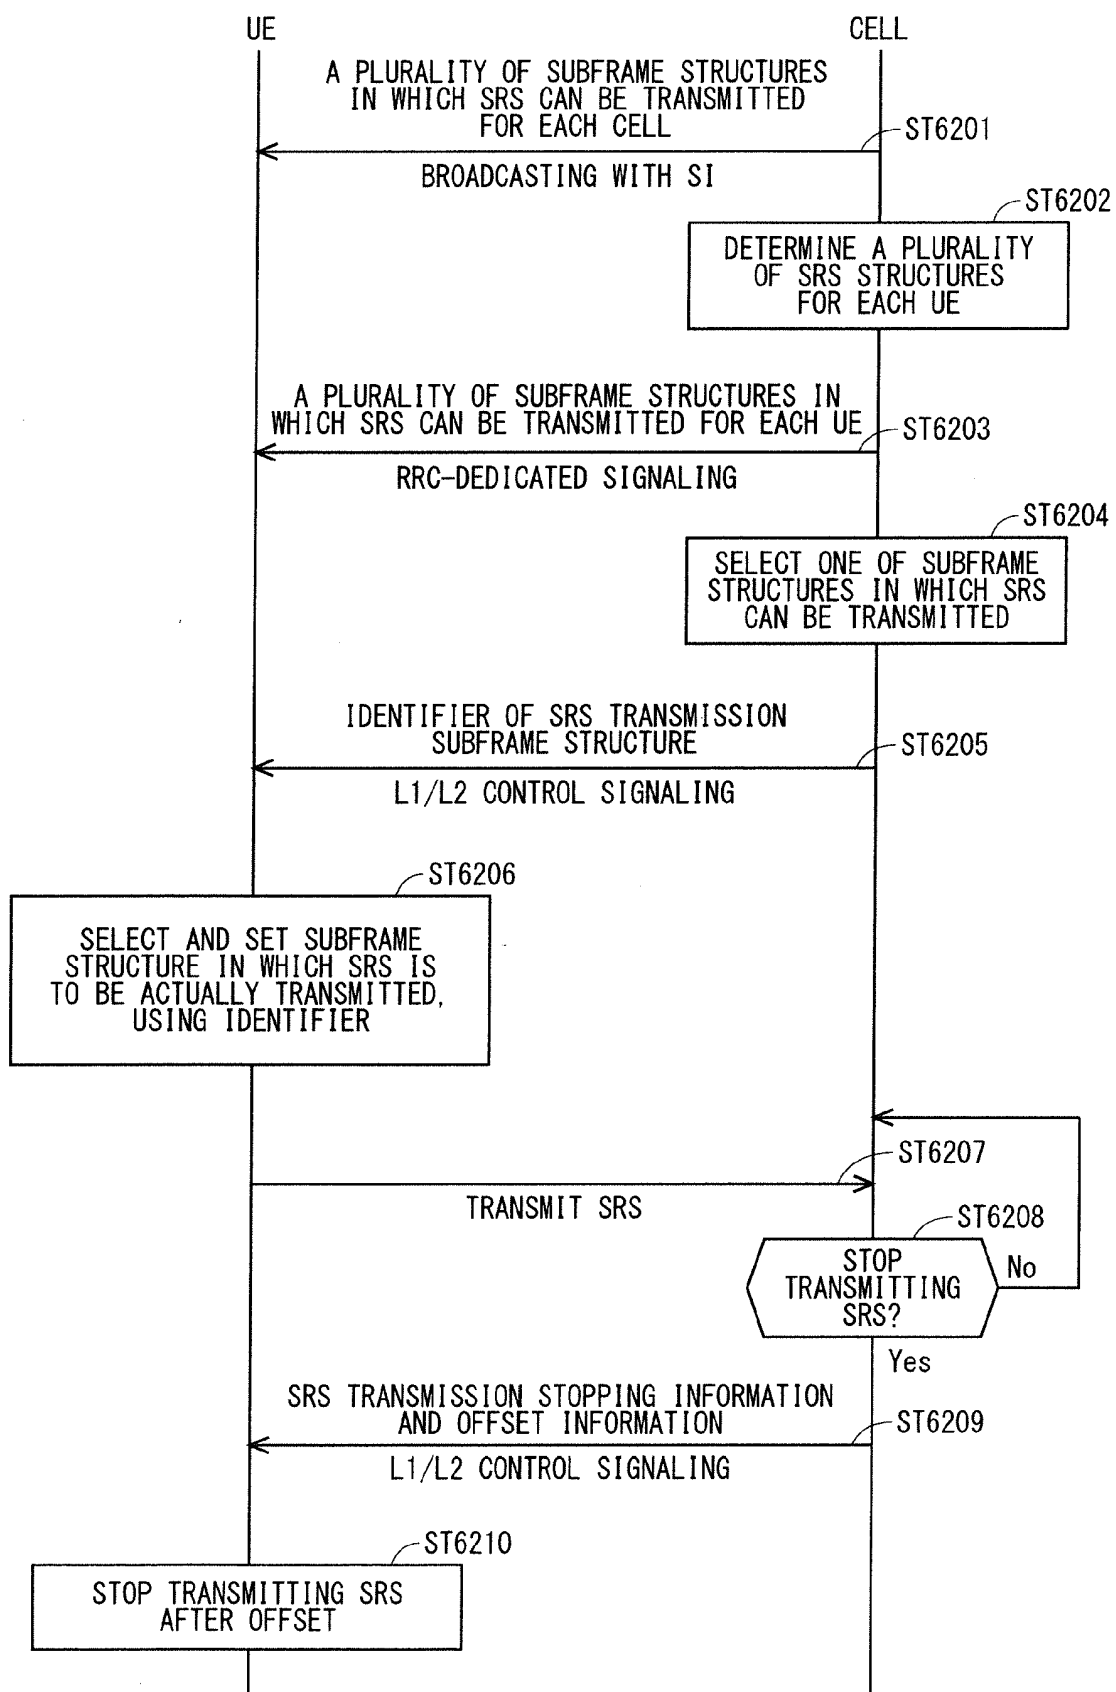 UE
CELL
A PLURALITY OF SUBFRAME STRUCTURES
IN WHICH SRS CAN BE TRANSMITTED
FOR EACH CELL
ST6201
BROADCASTING WITH SI
ST6202
DETERMINE A PLURALITY
OF SRS STRUCTURES
FOR EACH UE
A PLURALITY OF SUBFRAME STRUCTURES IN
WHICH SRS CAN BE TRANSMITTED FOR EACH UE
ST6203
RRC-DEDICATED SIGNALING
ST6204
SELECT ONE OF SUBFRAME
STRUCTURES IN WHICH SRS
CAN BE TRANSMITTED
IDENTIFIER OF SRS TRANSMISSION
SUBFRAME STRUCTURE
ST6205
L1/L2 CONTROL SIGNALING
ST6206
SELECT AND SET SUBFRAME
STRUCTURE IN WHICH SRS IS
TO BE ACTUALLY TRANSMITTED,
USING IDENTIFIER
ST6207
TRANSMIT SRS
ST6208
STOP
TRANSMITTING
SRS?
No
Yes
SRS TRANSMISSION STOPPING INFORMATION
AND OFFSET INFORMATION
ST6209
L1/L2 CONTROL SIGNALING
ST6210
STOP TRANSMITTING SRS
AFTER OFFSET